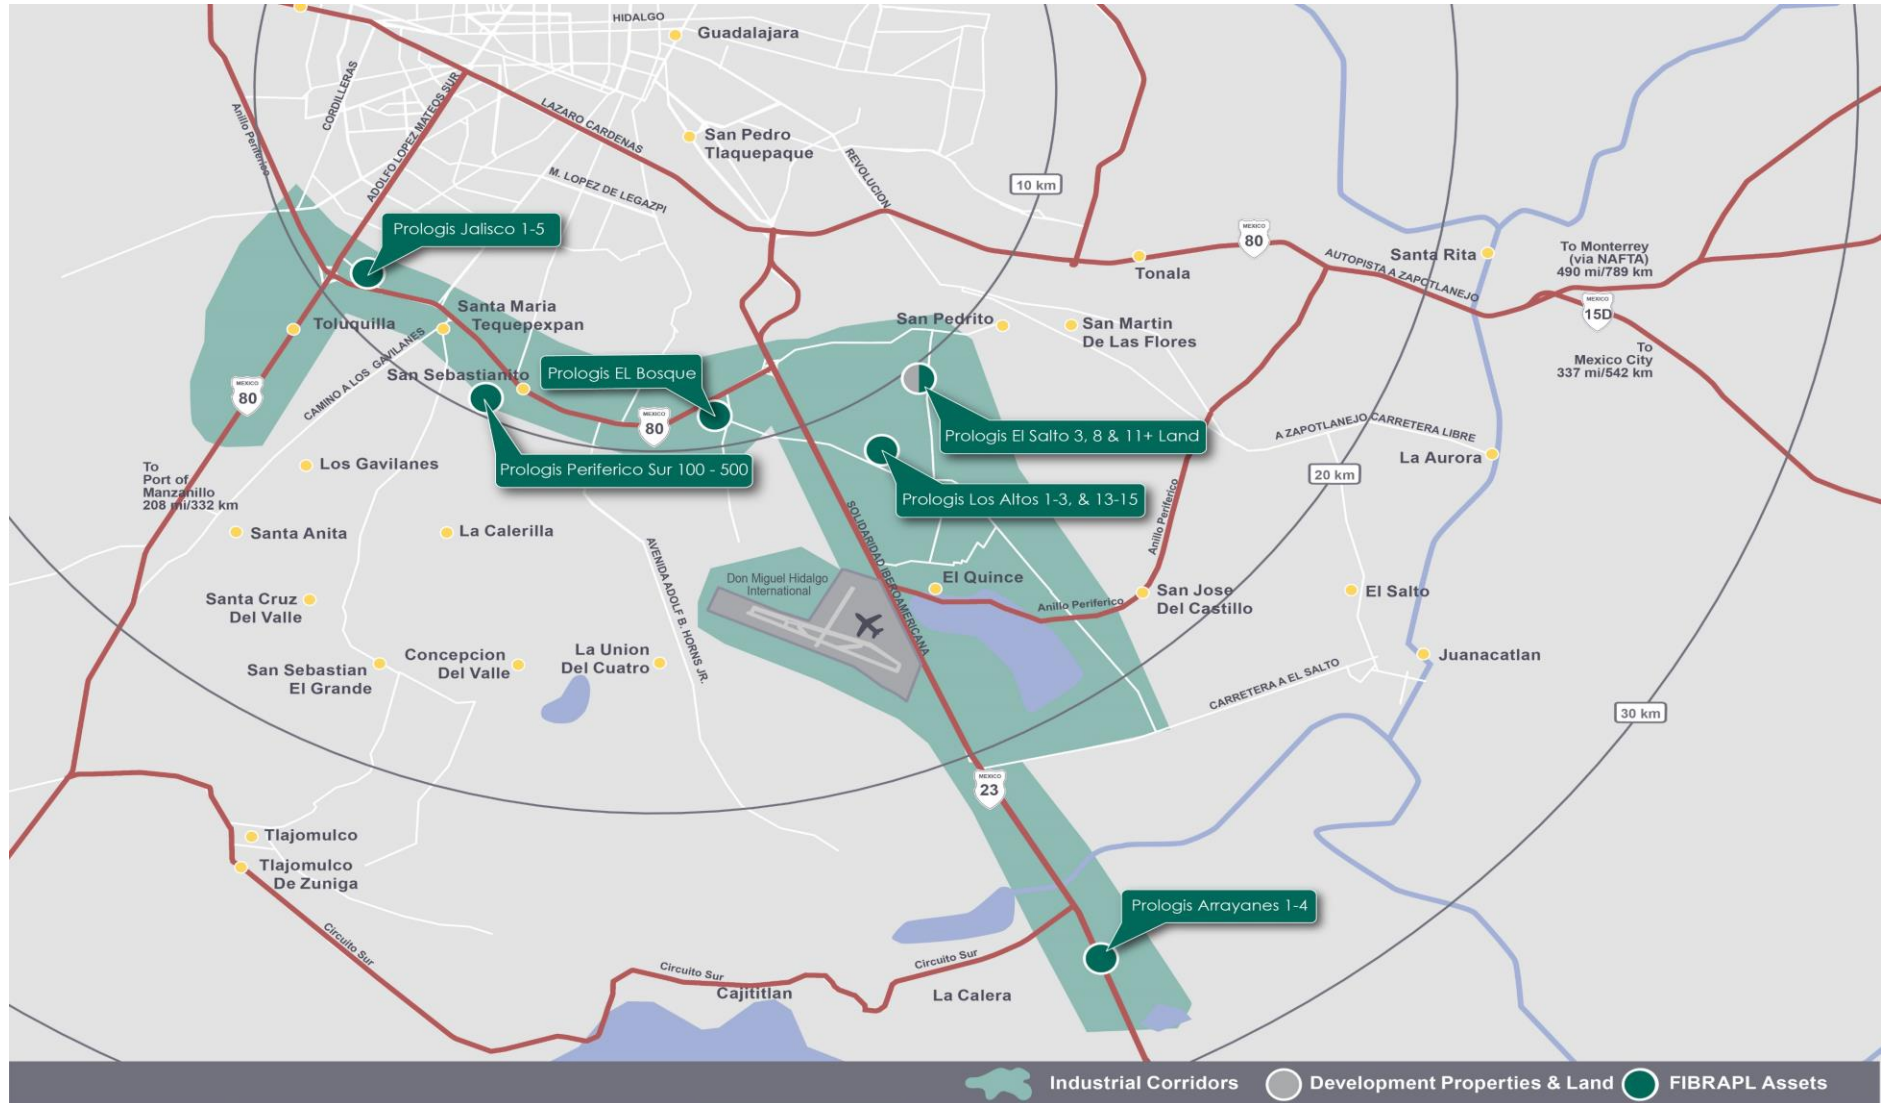 HIDALGO
Guadalajara
CORDILLERAS
ADOLFO LOPEZ MATEOS SUR
Anillo Periferico
LAZARO CARDENAS
San Pedro
Tlaquepaque
REVOLUCION
M. LOPEZ DE LEGAZPI
10 km
Prologis Jalisco 1-5
MEXICO
80
Tonala
Santa Rita
AUTOPISTA A ZAPOTLANEJO
To Monterrey
(via NAFTA)
490 mi/789 km
MEXICO
15D
To
Mexico City
337 mi/542 km
Toluquilla
Santa Maria
Tequepexpan
San Pedrito
San Martin
De Las Flores
CAMINO A LOS GAVILANES
San Sebastianito
Prologis EL Bosque
MEXICO
80
MEXICO
80
Prologis El Salto 3, 8 & 11+ Land
A ZAPOTLANEJO CARRETERA LIBRE
La Aurora
Los Gavilanes
Prologis Periferico Sur 100 - 500
To
Port of
Manzanillo
208 mi/332 km
20 km
Prologis Los Altos 1-3, & 13-15
SOLIDARIDAD IBEROAMERICANA
Anillo Periferico
Santa Anita
La Calerilla
AVENIDA ADOLF B. HORNS JR.
Don Miguel Hidalgo
International
El Quince
Anillo Periferico
San Jose
Del Castillo
El Salto
Santa Cruz
Del Valle
San Sebastian
El Grande
Concepcion
Del Valle
La Union
Del Cuatro
Juanacatlan
CARRETERA A EL SALTO
30 km
MEXICO
23
Tlajomulco
Tlajomulco
De Zuniga
Prologis Arrayanes 1-4
Circuito Sur
Circuito Sur
Circuito Sur
Cajititlan
La Calera
Industrial Corridors
Development Properties & Land
FIBRAPL Assets